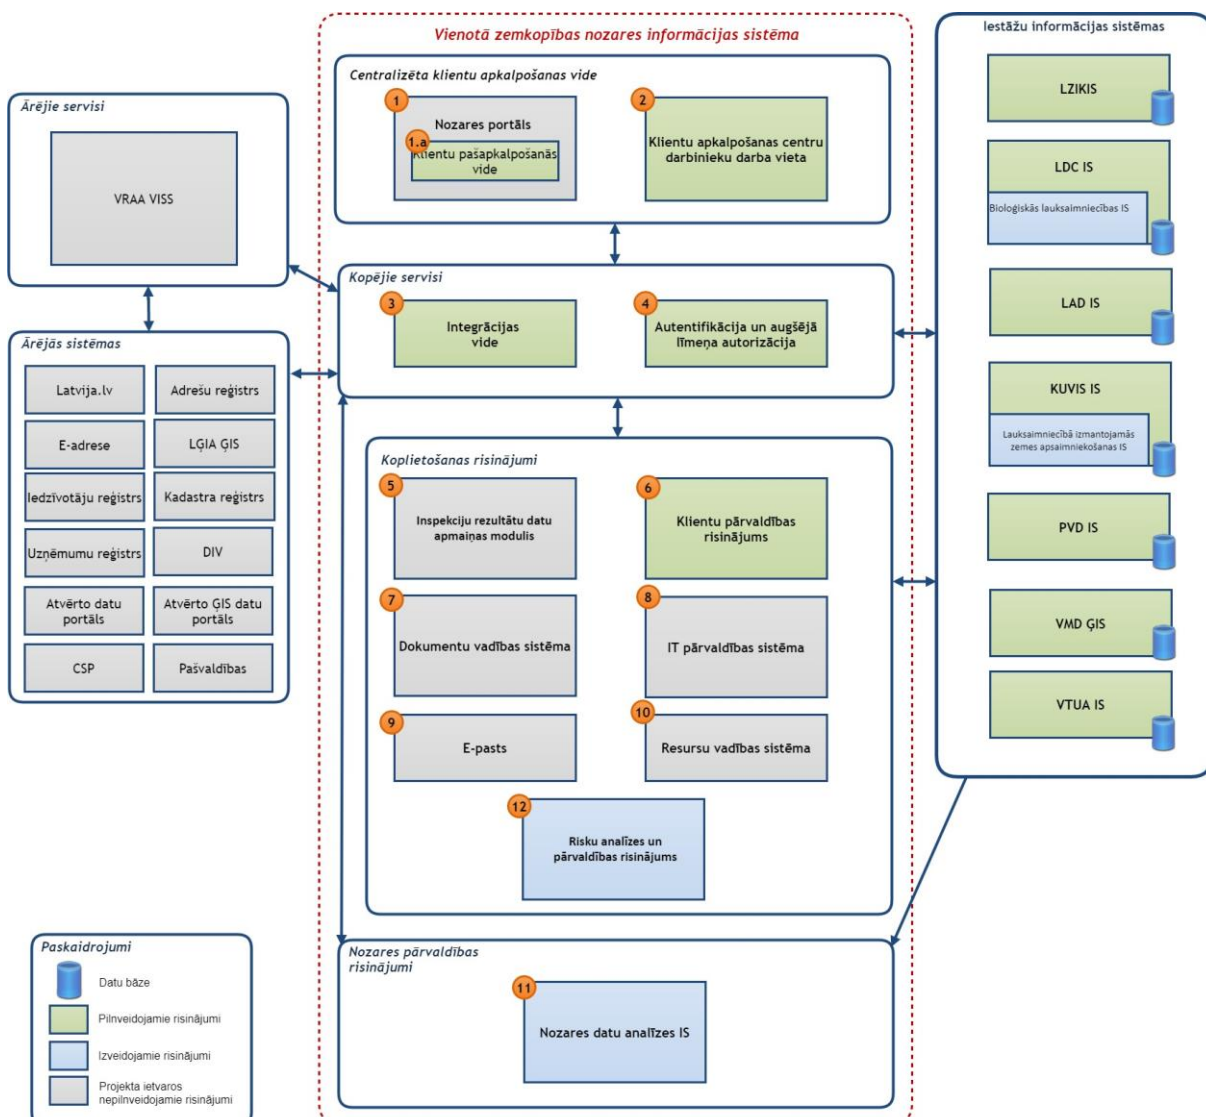 Vienotā zemkopības nozares informācijas sistēma
Centralizēta klientu apkalpošanas vide
1
Nozares portāls
1.a
Klientu pašapkalpošanās
vide
2
Klientu apkalpošanas centru
darbinieku darba vieta
Ārējie servisi
VRAA VISS
Kopējie servisi
3
Integrācijas
vide
4
Autentifikācija un augšējā
līmeņa autorizācija
Ārējās sistēmas
Latvija.lv
Adrešu reģistrs
E-adrese
LĢIA ĢIS
Iedzīvotāju reģistrs
Kadastra reģistrs
Uzņēmumu reģistrs
DIV
Atvērto datu
portāls
Atvērto ĢIS datu
portāls
CSP
Pašvaldības
Koplietošanas risinājumi
5
Inspekciju rezultātu datu
apmaiņas modulis
6
Klientu pārvaldības
risinājums
7
Dokumentu vadības sistēma
8
IT pārvaldības sistēma
9
E-pasts
10
Resursu vadības sistēma
12
Risku analīzes un
pārvaldības risinājums
Nozares pārvaldības
risinājumi
11
Nozares datu analīzes IS
Iestāžu informācijas sistēmas
LZIKIS
LDC IS
Bioloģiskās lauksaimniecības IS
LAD IS
KUVIS IS
Lauksaimniecībā izmantojamās
zemes apsaimniekošanas IS
PVD IS
VMD ĢIS
VTUA IS
Paskaidrojumi
Datu bāze
Pilnveidojamie risinājumi
Izveidojamie risinājumi
Projekta ietvaros
nepilnveidojamie risinājumi